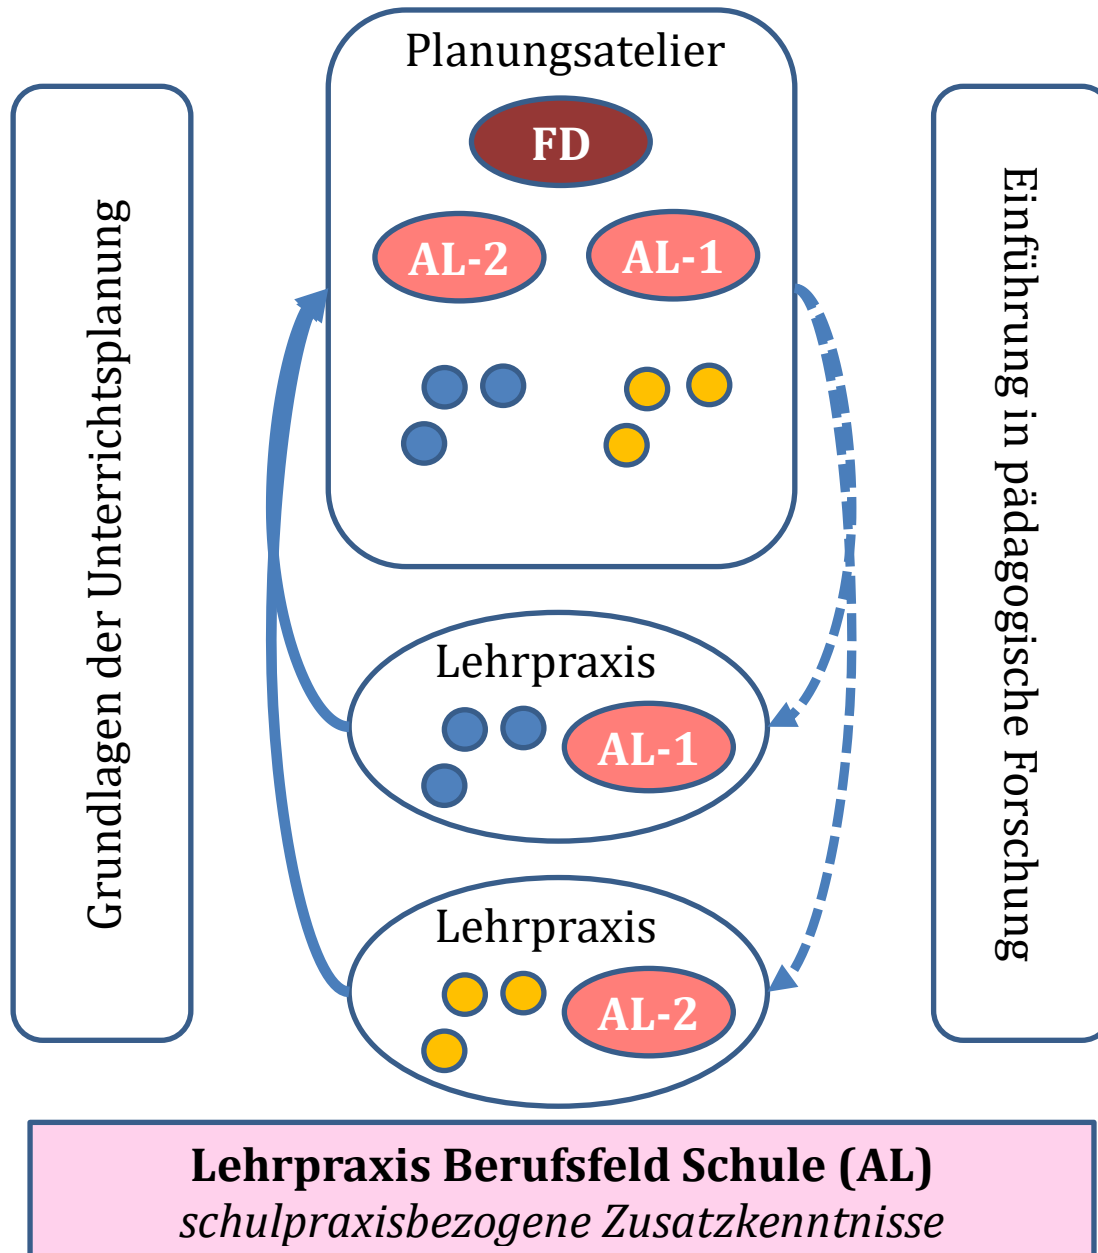 Planungsatelier
FD
AL-2
AL-1
Grundlagen der Unterrichtsplanung
Einführung in pädagogische Forschung
Lehrpraxis
AL-1
Lehrpraxis
AL-2
Lehrpraxis Berufsfeld Schule (AL)
schulpraxisbezogene Zusatzkenntnisse